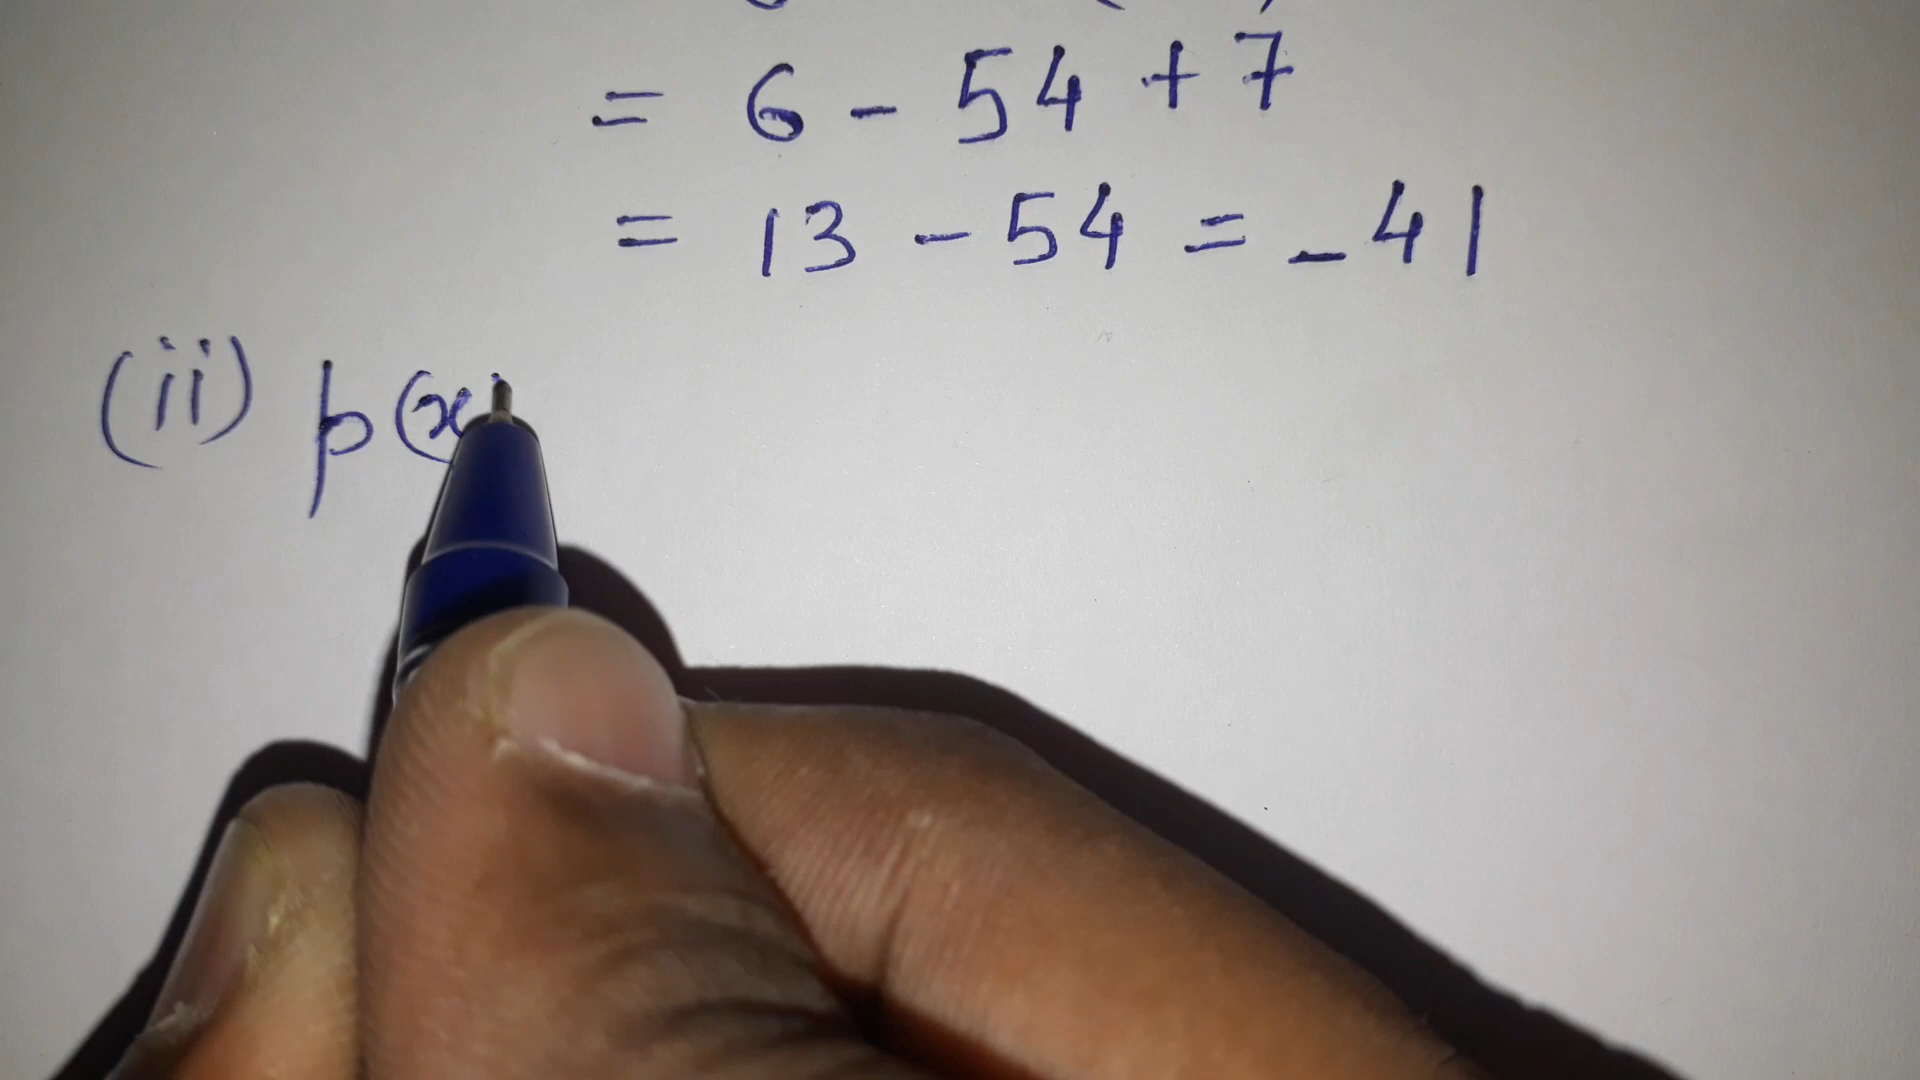 = 6 - 54 + 7
= 13 - 54 = -41
(ii) p(x